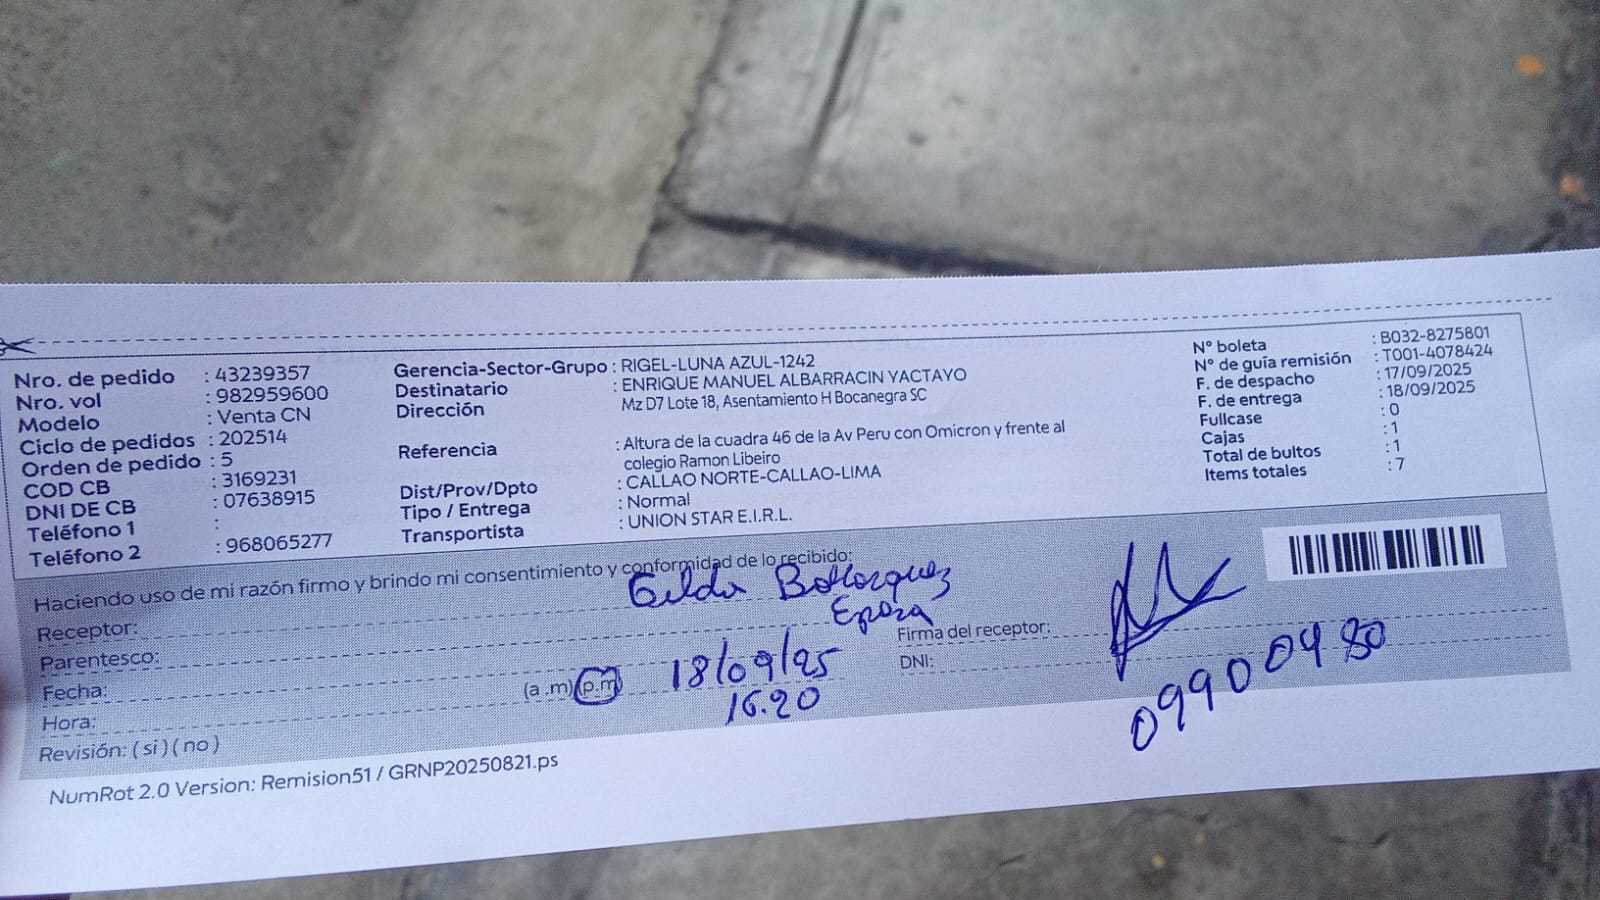 Nro. de pedido : 43239357
Nro. vol : 982959600
Modelo : Venta CN
Ciclo de pedidos : 202514
Orden de pedido : 5
COD CB : 3169231
DNI DE CB : 07638915
Teléfono 1 :
Teléfono 2 : 968065277
Gerencia-Sector-Grupo : RIGEL-LUNA AZUL-1242
Destinatario : ENRIQUE MANUEL ALBARRACIN YACTAYO
Dirección Mz D7 Lote 18, Asentamiento H Bocanegra SC
Referencia : Altura de la cuadra 46 de la Av Peru con Omicron y frente al
colegio Ramon Libeiro
Dist/Prov/Dpto : CALLAO NORTE-CALLAO-LIMA
Tipo / Entrega : Normal
Transportista : UNION STAR E.I.R.L.
N° boleta : B032-8275801
N° de guía remisión : T001-4078424
F. de despacho : 17/09/2025
F. de entrega : 18/09/2025
Fullcase : 0
Cajas : 1
Total de bultos : 1
Items totales : 7
Haciendo uso de mi razón firmo y brindo mi consentimiento y conformidad de lo recibido:
Receptor: Gilda Bohorquez
Parentesco:
Fecha: (a .m) (p.m) 18/09/25
Hora: 16.20
Revisión: ( si ) ( no )
Firma del receptor:
DNI: 09900480
NumRot 2.0 Version: Remision51 / GRNP20250821.ps